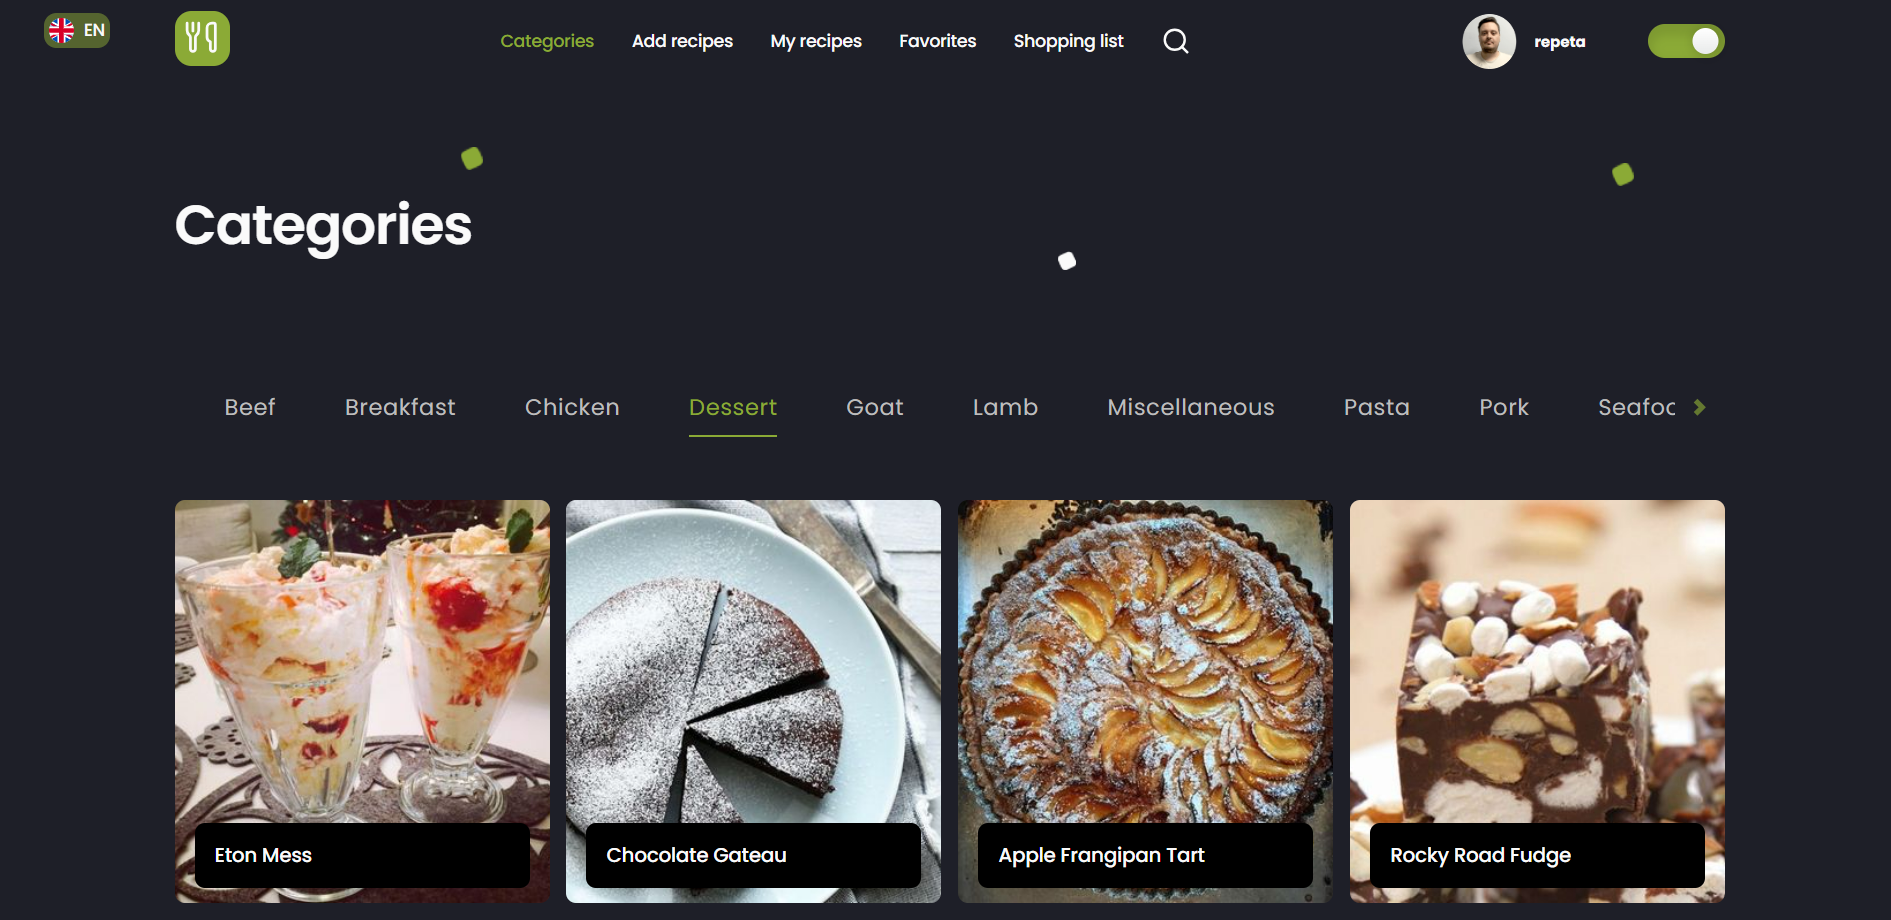 EN
Categories Add recipes My recipes Favorites Shopping list
repeta
Categories
Beef Breakfast Chicken Dessert Goat Lamb Miscellaneous Pasta Pork Seafoo
Eton Mess
Chocolate Gateau
Apple Frangipan Tart
Rocky Road Fudge